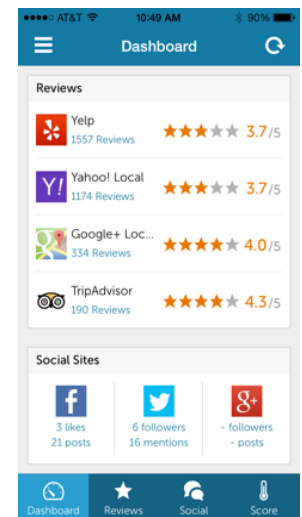 AT&T 10:49 AM 90%
Dashboard
Reviews
Yelp
1557 Reviews
3.7/5
Y!
Yahoo! Local
1174 Reviews
3.7/5
Google+ Loc...
334 Reviews
4.0/5
TripAdvisor
190 Reviews
4.3/5
Social Sites
f
8+
3 likes
6 followers
- followers
21 posts
16 mentions
- posts
Dashboard Reviews Social Score